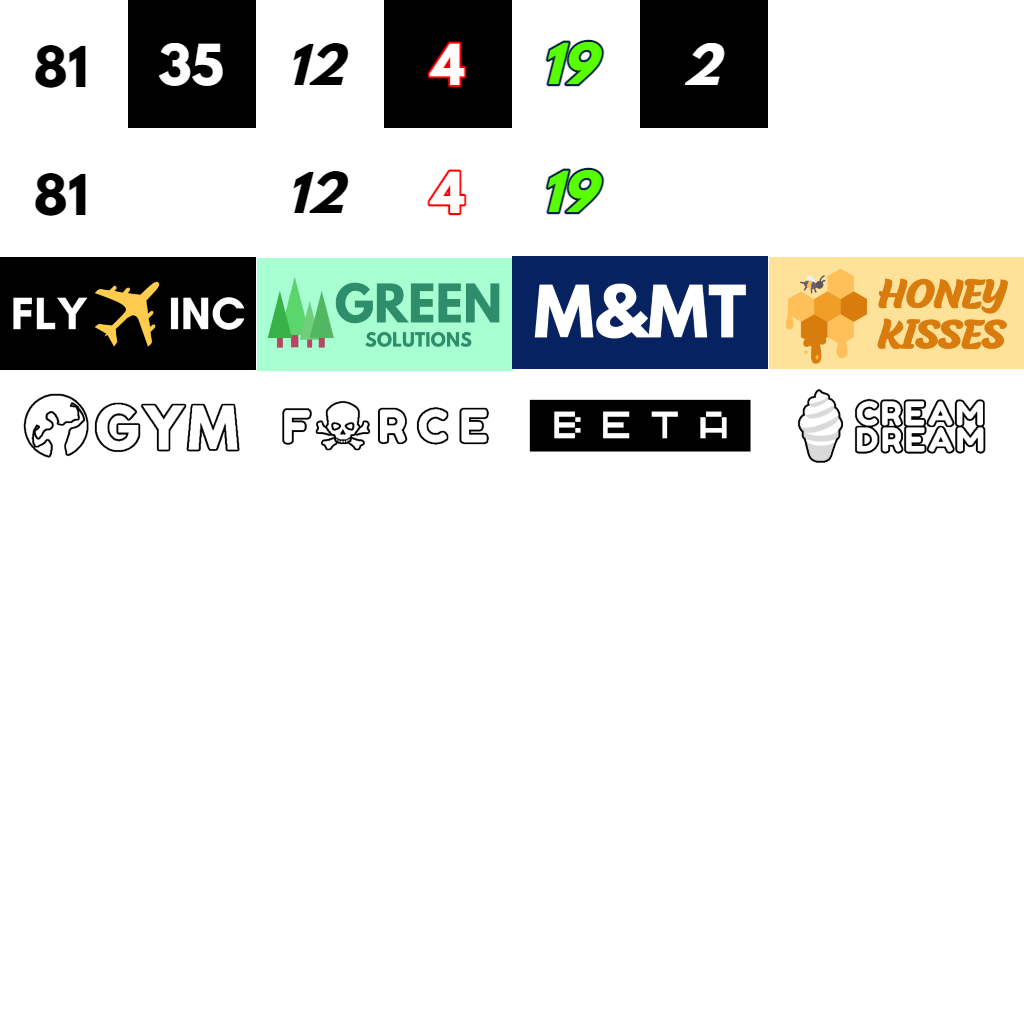 81 35 12 4 19 2
81 12 4 19
FLY INC
GREEN
SOLUTIONS
M&MT
HONEY
KISSES
GYM
F RCE
BETA
CREAM
DREAM